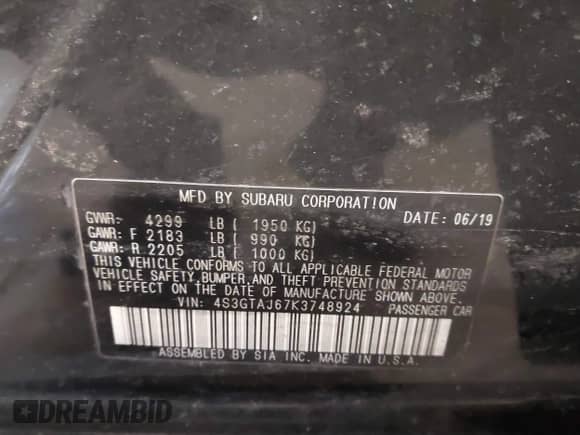 MFD BY SUBARU CORPORATION
GVWR: 4299 LB ( 1950 KG) DATE: 06/19
GAWR: F 2183 LB ( 990 KG)
GAWR: R 2205 LB ( 1000 KG)
THIS VEHICLE CONFORMS TO ALL APPLICABLE FEDERAL MOTOR
VEHICLE SAFETY, BUMPER, AND THEFT PREVENTION STANDARDS
IN EFFECT ON THE DATE OF MANUFACTURE SHOWN ABOVE.
VIN: 4S3GTAJ67K3748924 PASSENGER CAR
ASSEMBLED BY SIA INC. MADE IN U.S.A.
DREAMBID